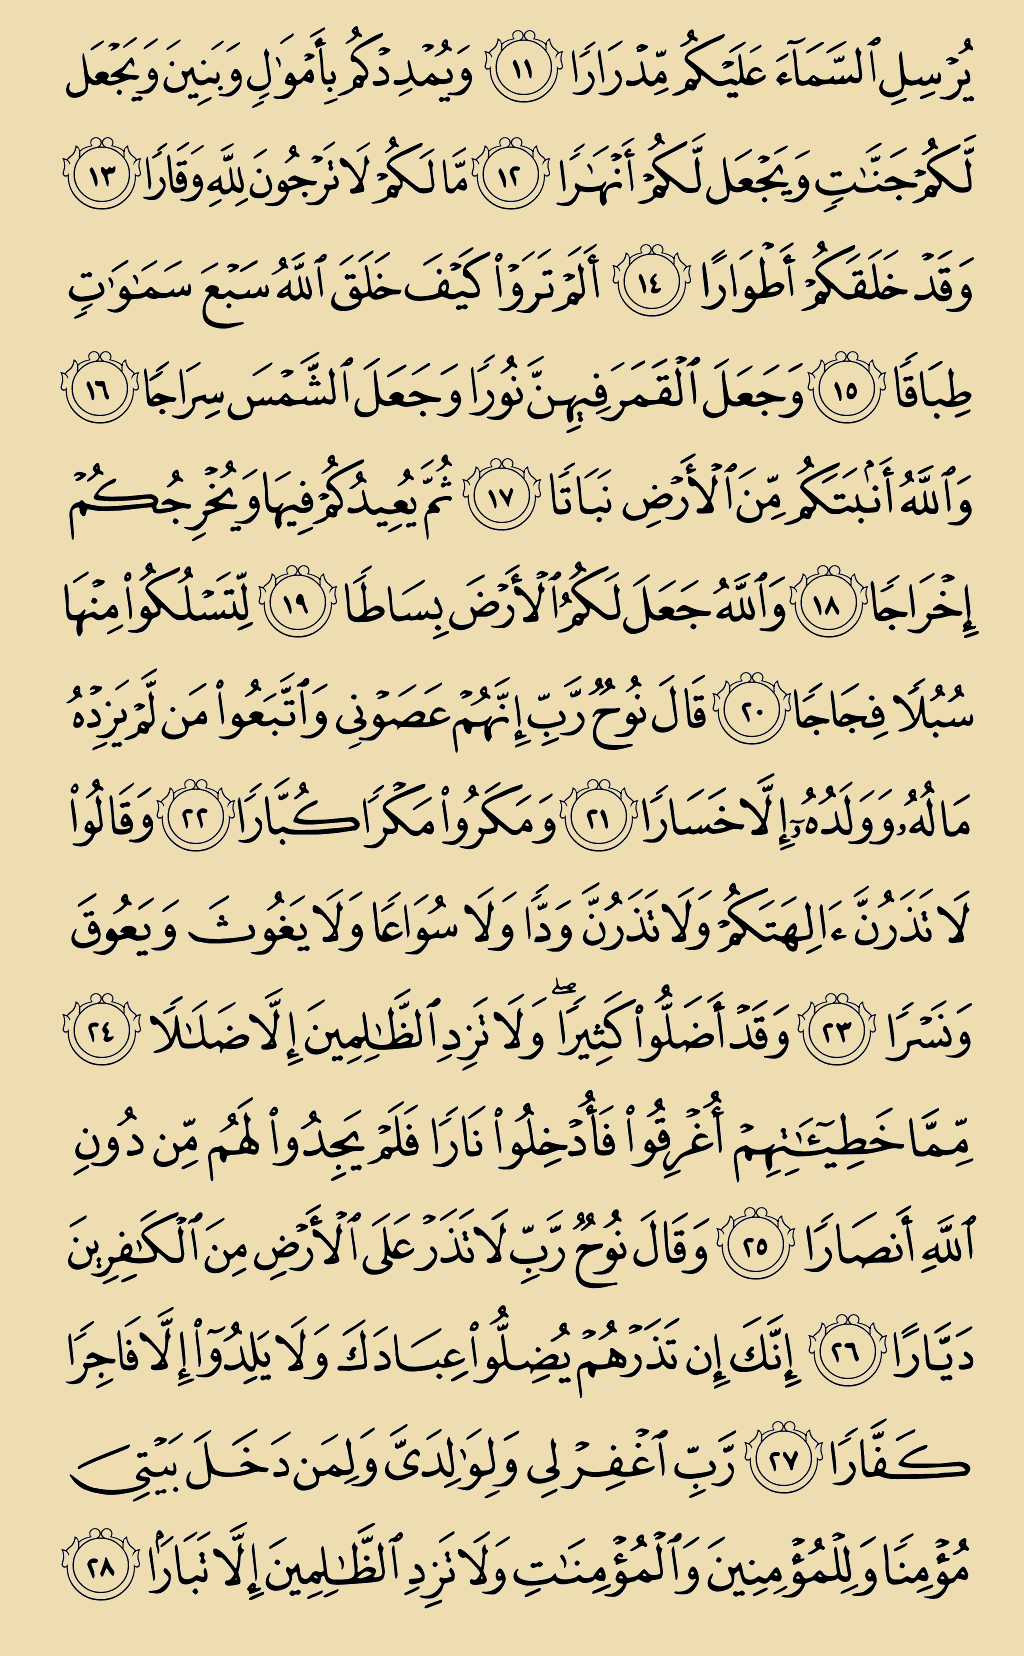 يُرْسِلِ ٱلسَّمَآءَ عَلَيْكُم مِّدْرَارًا ١١ وَيُمْدِدْكُم بِأَمْوَٰلٍ وَبَنِينَ وَيَجْعَل
لَّكُمْ جَنَّٰتٍ وَيَجْعَل لَّكُمْ أَنْهَٰرًا ١٢ مَّا لَكُمْ لَا تَرْجُونَ لِلَّهِ وَقَارًا ١٣
وَقَدْ خَلَقَكُمْ أَطْوَارًا ١٤ أَلَمْ تَرَوْا۟ كَيْفَ خَلَقَ ٱللَّهُ سَبْعَ سَمَٰوَٰتٍ
طِبَاقًا ١٥ وَجَعَلَ ٱلْقَمَرَ فِيهِنَّ نُورًا وَجَعَلَ ٱلشَّمْسَ سِرَاجًا ١٦
وَٱللَّهُ أَنۢبَتَكُم مِّنَ ٱلْأَرْضِ نَبَاتًا ١٧ ثُمَّ يُعِيدُكُمْ فِيهَا وَيُخْرِجُكُمْ
إِخْرَاجًا ١٨ وَٱللَّهُ جَعَلَ لَكُمُ ٱلْأَرْضَ بِسَاطًا ١٩ لِّتَسْلُكُوا۟ مِنْهَا
سُبُلًا فِجَاجًا ٢٠ قَالَ نُوحٌ رَّبِّ إِنَّهُمْ عَصَوْنِى وَٱتَّبَعُوا۟ مَن لَّمْ يَزِدْهُ
مَالُهُۥ وَوَلَدُهُۥٓ إِلَّا خَسَارًا ٢١ وَمَكَرُوا۟ مَكْرًا كُبَّارًا ٢٢ وَقَالُوا۟
لَا تَذَرُنَّ ءَالِهَتَكُمْ وَلَا تَذَرُنَّ وَدًّا وَلَا سُوَاعًا وَلَا يَغُوثَ وَيَعُوقَ
وَنَسْرًا ٢٣ وَقَدْ أَضَلُّوا۟ كَثِيرًا ۖ وَلَا تَزِدِ ٱلظَّٰلِمِينَ إِلَّا ضَلَٰلًا ٢٤
مِّمَّا خَطِيٓـَٰٔتِهِمْ أُغْرِقُوا۟ فَأُدْخِلُوا۟ نَارًا فَلَمْ يَجِدُوا۟ لَهُم مِّن دُونِ
ٱللَّهِ أَنصَارًا ٢٥ وَقَالَ نُوحٌ رَّبِّ لَا تَذَرْ عَلَى ٱلْأَرْضِ مِنَ ٱلْكَٰفِرِينَ
دَيَّارًا ٢٦ إِنَّكَ إِن تَذَرْهُمْ يُضِلُّوا۟ عِبَادَكَ وَلَا يَلِدُوٓا۟ إِلَّا فَاجِرًا
كَفَّارًا ٢٧ رَّبِّ ٱغْفِرْ لِى وَلِوَٰلِدَىَّ وَلِمَن دَخَلَ بَيْتِىَ
مُؤْمِنًا وَلِلْمُؤْمِنِينَ وَٱلْمُؤْمِنَٰتِ وَلَا تَزِدِ ٱلظَّٰلِمِينَ إِلَّا تَبَارًۢا ٢٨